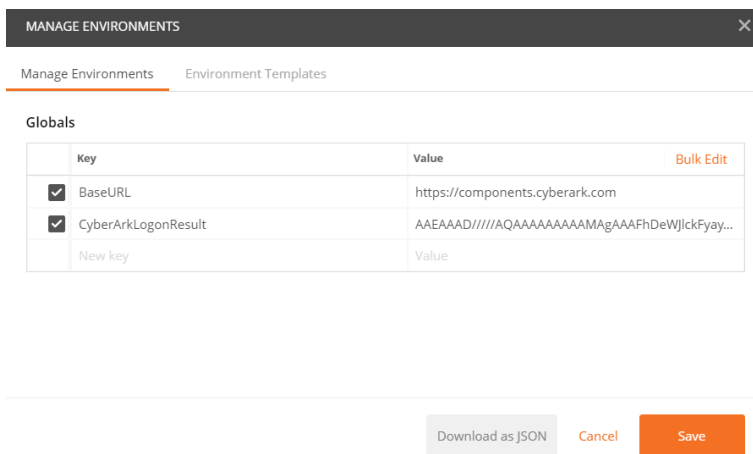 MANAGE ENVIRONMENTS
Manage Environments Environment Templates
Globals
Key Value Bulk Edit
BaseURL https://components.cyberark.com
CyberArkLogonResult AAEAAAD/////AQAAAAAAAAAMAgAAAFhDeWJlckFyay...
New key Value
Download as JSON Cancel Save